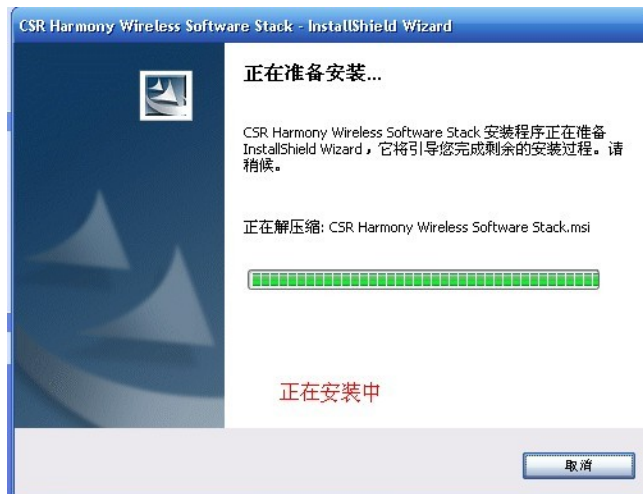 CSR Harmony Wireless Software Stack - InstallShield Wizard
正在准备安装...
CSR Harmony Wireless Software Stack 安装程序正在准备
InstallShield Wizard，它将引导您完成剩余的安装过程。请
稍候。
正在解压缩: CSR Harmony Wireless Software Stack.msi
正在安装中
取消